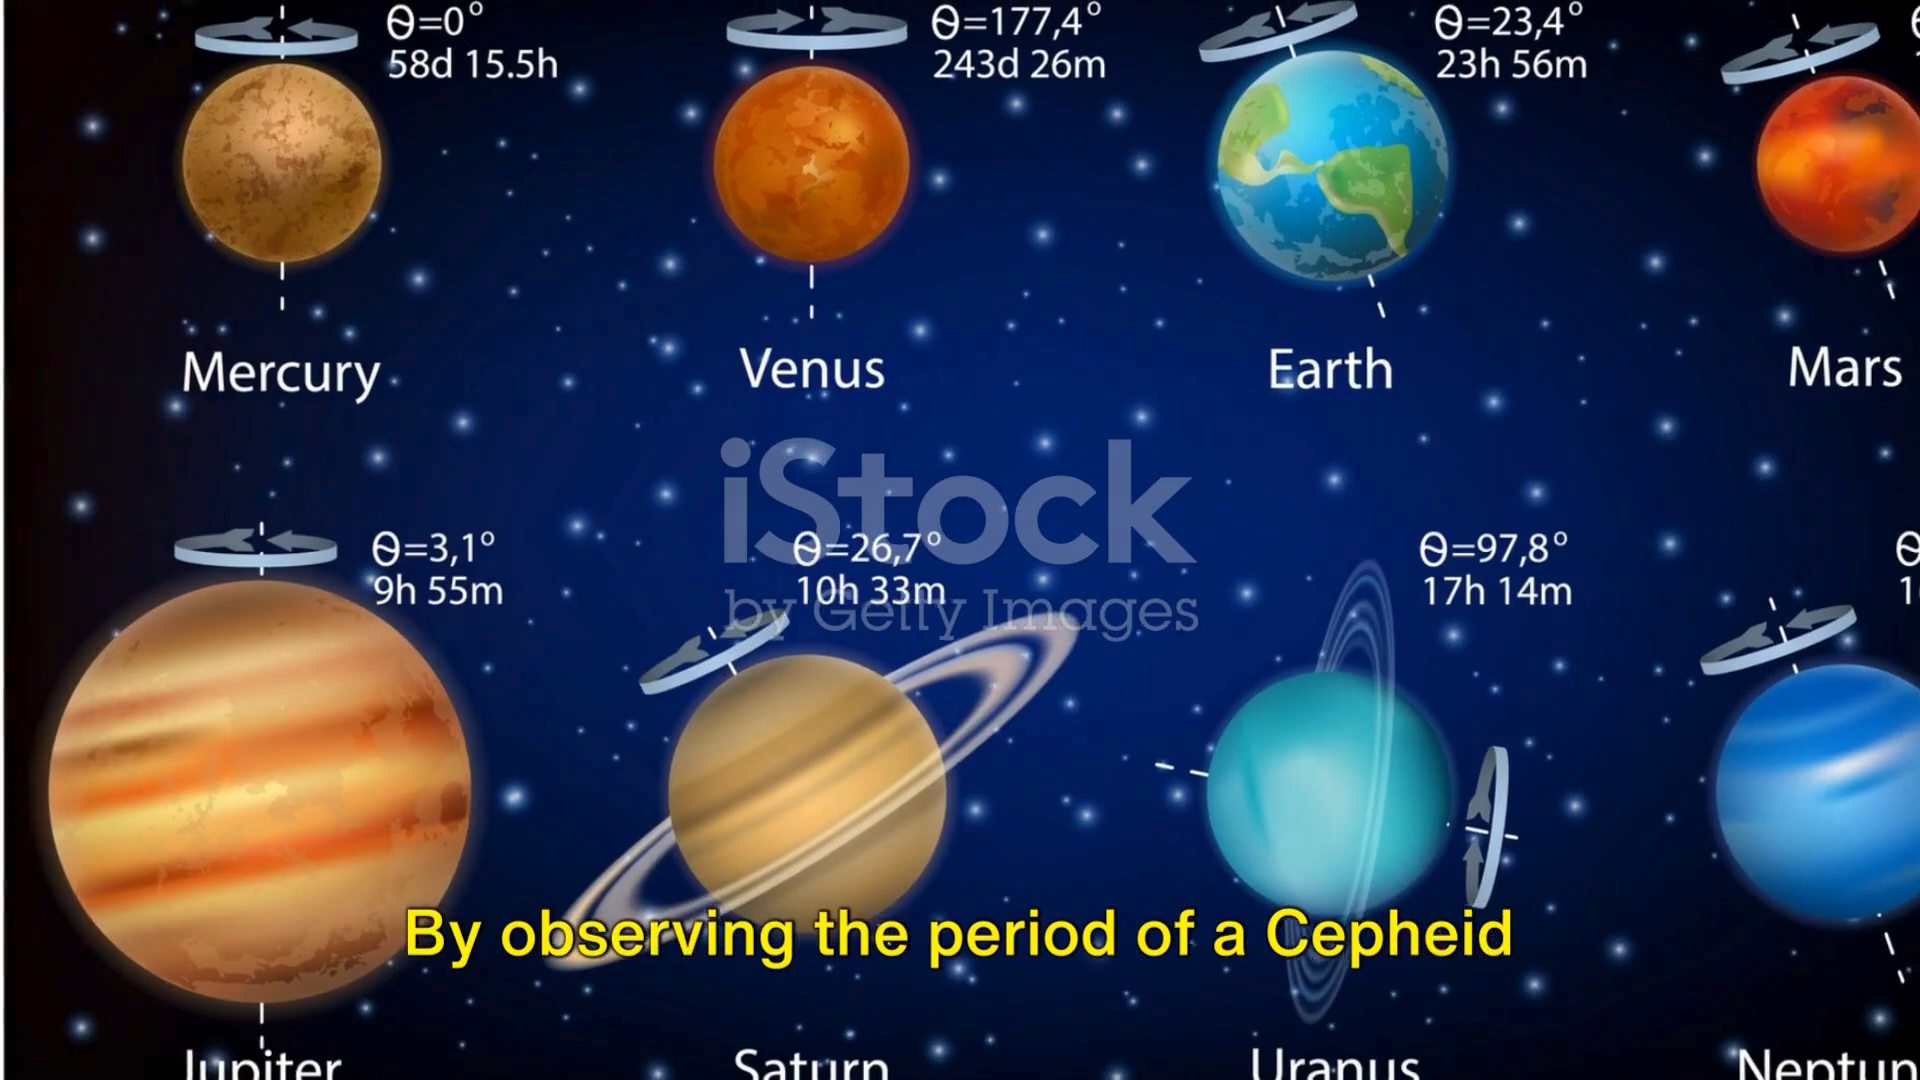 θ=0°
58d 15.5h
θ=177,4°
243d 26m
θ=23,4°
23h 56m
Mercury
Venus
Earth
Mars
iStock
by Getty Images
θ=3,1°
9h 55m
θ=26,7°
10h 33m
θ=97,8°
17h 14m
By observing the period of a Cepheid
Jupiter
Saturn
Uranus
Neptun